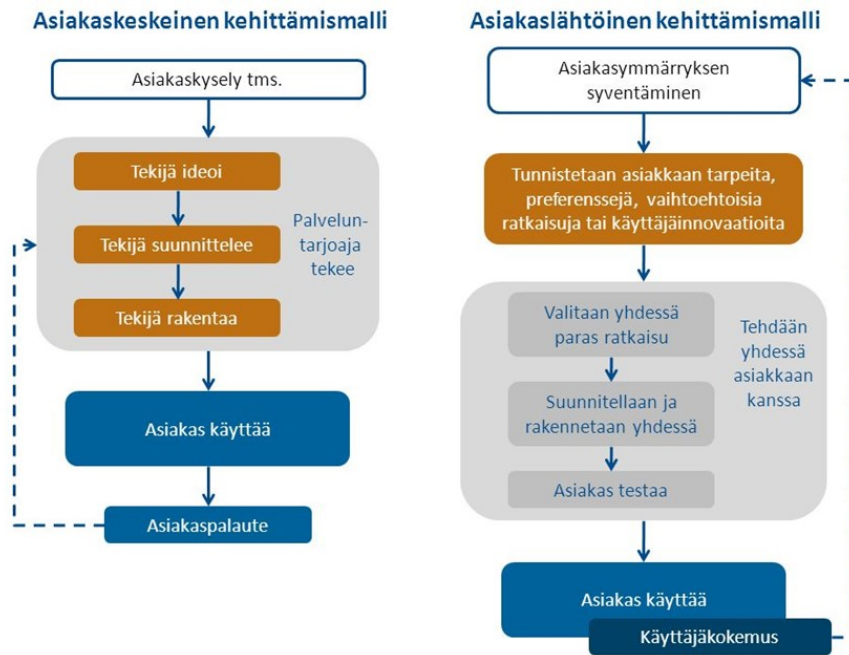 Asiakaskeskeinen kehittämismalli
Asiakaskysely tms.
Tekijä ideoi
Tekijä suunnittelee
Tekijä rakentaa
Palvelun-
tarjoaja
tekee
Asiakas käyttää
Asiakaspalaute
Asiakaslähtöinen kehittämismalli
Asiakasymmärryksen
syventäminen
Tunnistetaan asiakkaan tarpeita,
preferenssejä, vaihtoehtoisia
ratkaisuja tai käyttäjäinnovaatioita
Valitaan yhdessä
paras ratkaisu
Suunnitellaan ja
rakennetaan yhdessä
Asiakas testaa
Tehdään
yhdessä
asiakkaan
kanssa
Asiakas käyttää
Käyttäjäkokemus